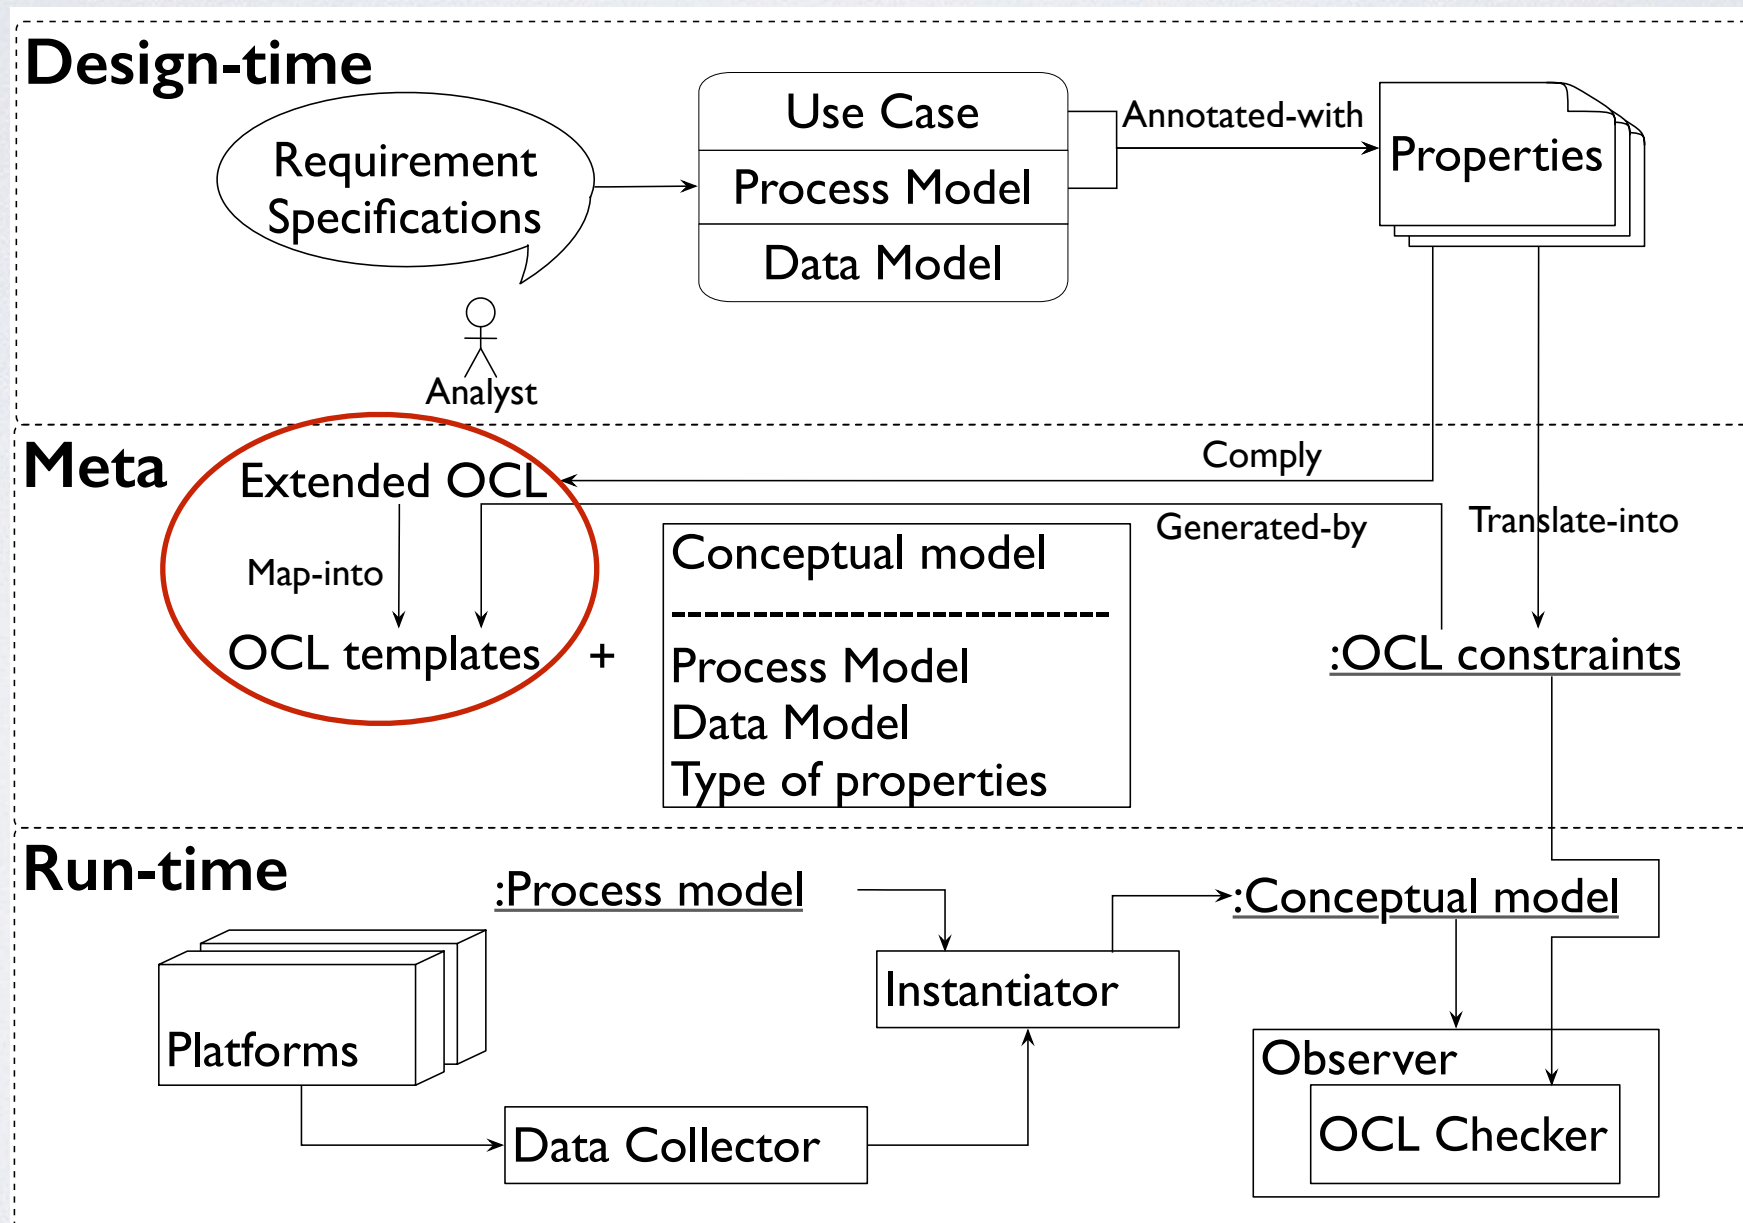 Design-time
Requirement
Specifications
Analyst
Use Case
Process Model
Data Model
Annotated-with
Properties
Meta
Extended OCL
Map-into
OCL templates
+
Comply
Generated-by
Translate-into
Conceptual model
----------------------------
Process Model
Data Model
Type of properties
:OCL constraints
Run-time
:Process model
:Conceptual model
Instantiator
Platforms
Data Collector
Observer
OCL Checker